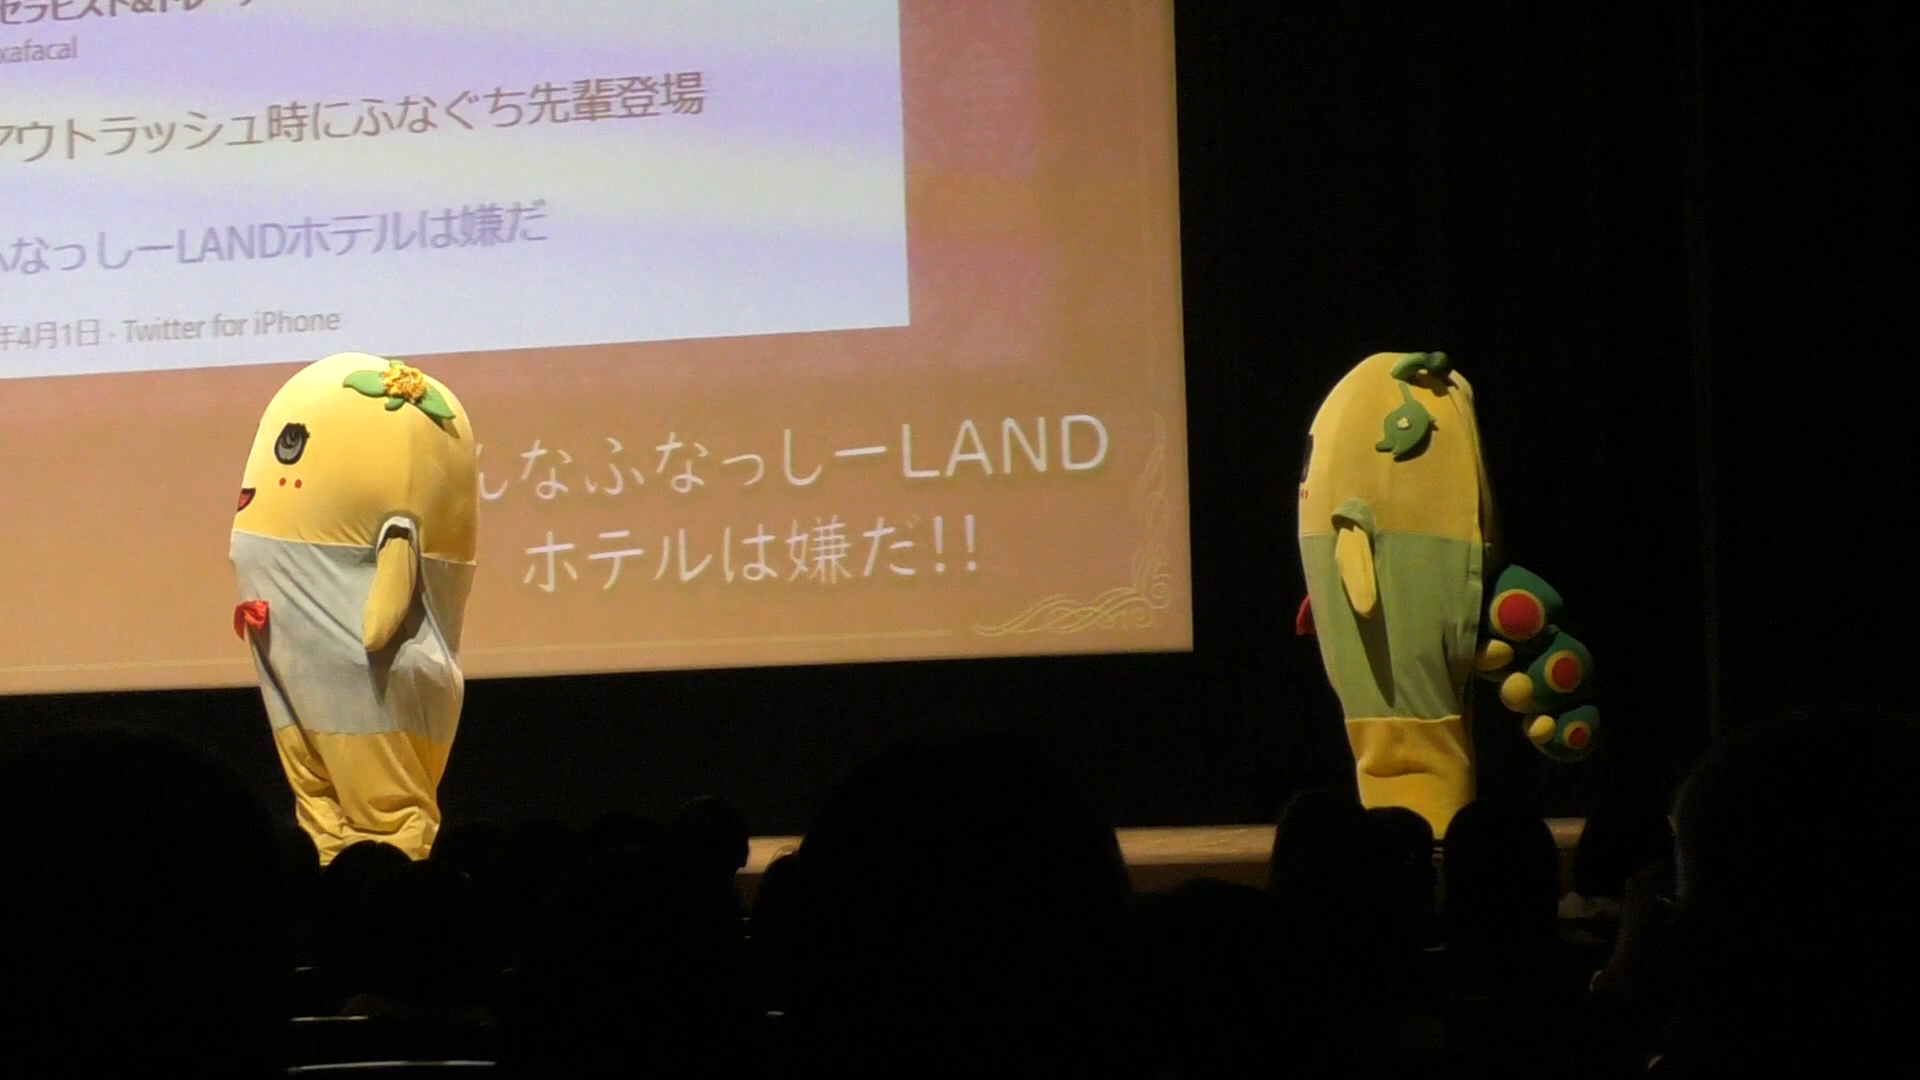 セラピスト&トレー
xafacal
アウトラッシュ時にふなぐち先輩登場
なっしーLANDホテルは嫌だ
年4月1日 · Twitter for iPhone
んなふなっしーLAND
ホテルは嫌だ!!